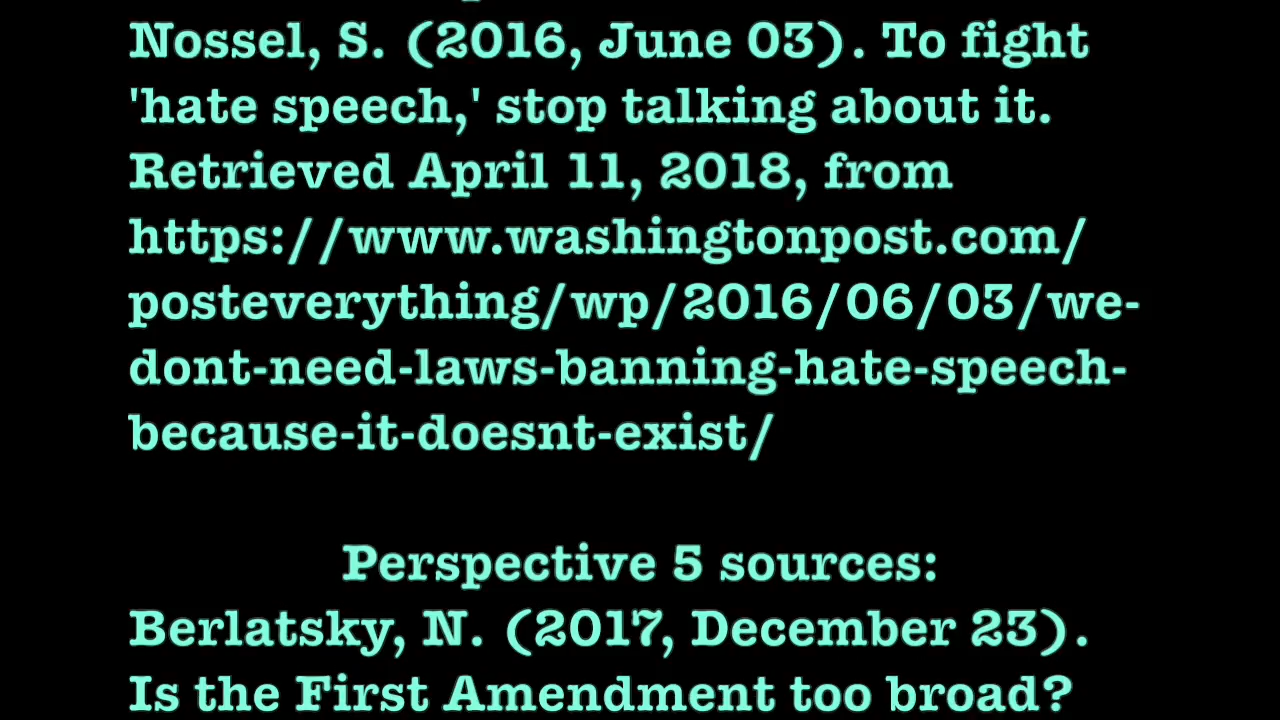 Nossel, S. (2016, June 03). To fight
'hate speech,' stop talking about it.
Retrieved April 11, 2018, from
https://www.washingtonpost.com/
posteverything/wp/2016/06/03/we-
dont-need-laws-banning-hate-speech-
because-it-doesnt-exist/
Perspective 5 sources:
Berlatsky, N. (2017, December 23).
Is the First Amendment too broad?